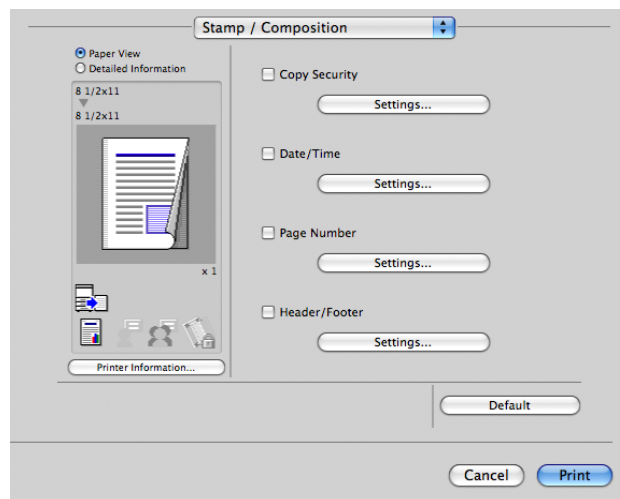 Stamp / Composition
Paper View
Detailed Information
8 1/2x11
8 1/2x11
x 1
Printer Information...
Copy Security
Settings...
Date/Time
Settings...
Page Number
Settings...
Header/Footer
Settings...
Default
Cancel
Print